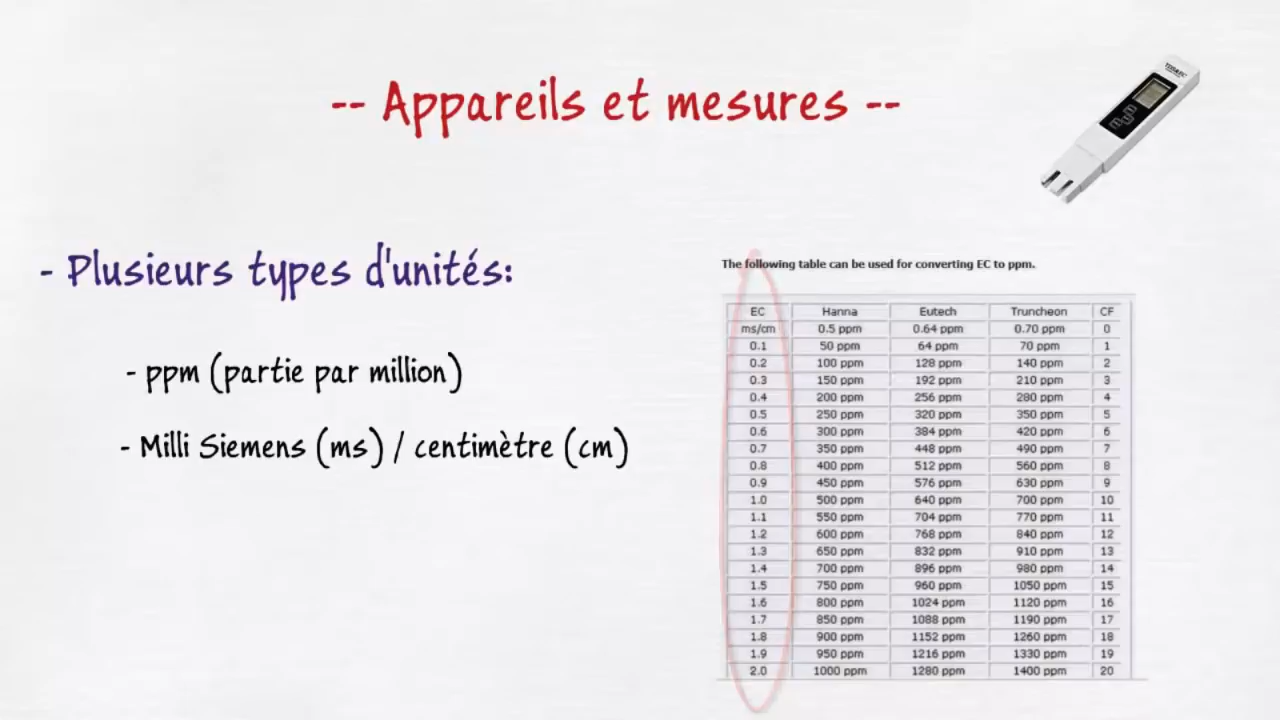 -- Appareils et mesures --
- Plusieurs types d'unités:
- ppm (partie par million)
- Milli Siemens (ms) / centimètre (cm)
The following table can be used for converting EC to ppm.
EC Hanna Eutech Truncheon CF
ms/cm 0.5 ppm 0.64 ppm 0.70 ppm 0
0.1 50 ppm 64 ppm 70 ppm 1
0.2 100 ppm 128 ppm 140 ppm 2
0.3 150 ppm 192 ppm 210 ppm 3
0.4 200 ppm 256 ppm 280 ppm 4
0.5 250 ppm 320 ppm 350 ppm 5
0.6 300 ppm 384 ppm 420 ppm 6
0.7 350 ppm 448 ppm 490 ppm 7
0.8 400 ppm 512 ppm 560 ppm 8
0.9 450 ppm 576 ppm 630 ppm 9
1.0 500 ppm 640 ppm 700 ppm 10
1.1 550 ppm 704 ppm 770 ppm 11
1.2 600 ppm 768 ppm 840 ppm 12
1.3 650 ppm 832 ppm 910 ppm 13
1.4 700 ppm 896 ppm 980 ppm 14
1.5 750 ppm 960 ppm 1050 ppm 15
1.6 800 ppm 1024 ppm 1120 ppm 16
1.7 850 ppm 1088 ppm 1190 ppm 17
1.8 900 ppm 1152 ppm 1260 ppm 18
1.9 950 ppm 1216 ppm 1330 ppm 19
2.0 1000 ppm 1280 ppm 1400 ppm 20